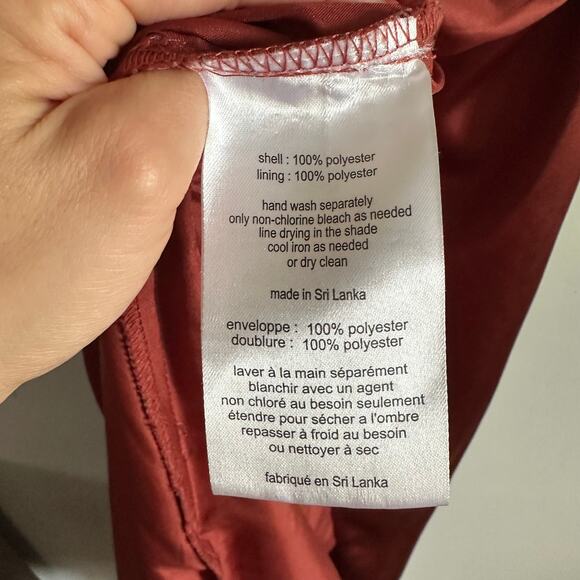 shell : 100% polyester
lining : 100% polyester
hand wash separately
only non-chlorine bleach as needed
line drying in the shade
cool iron as needed
or dry clean
made in Sri Lanka
enveloppe : 100% polyester
doublure : 100% polyester
laver à la main séparément
blanchir avec un agent
non chloré au besoin seulement
étendre pour sécher a l'ombre
repasser à froid au besoin
ou nettoyer à sec
fabriqué en Sri Lanka